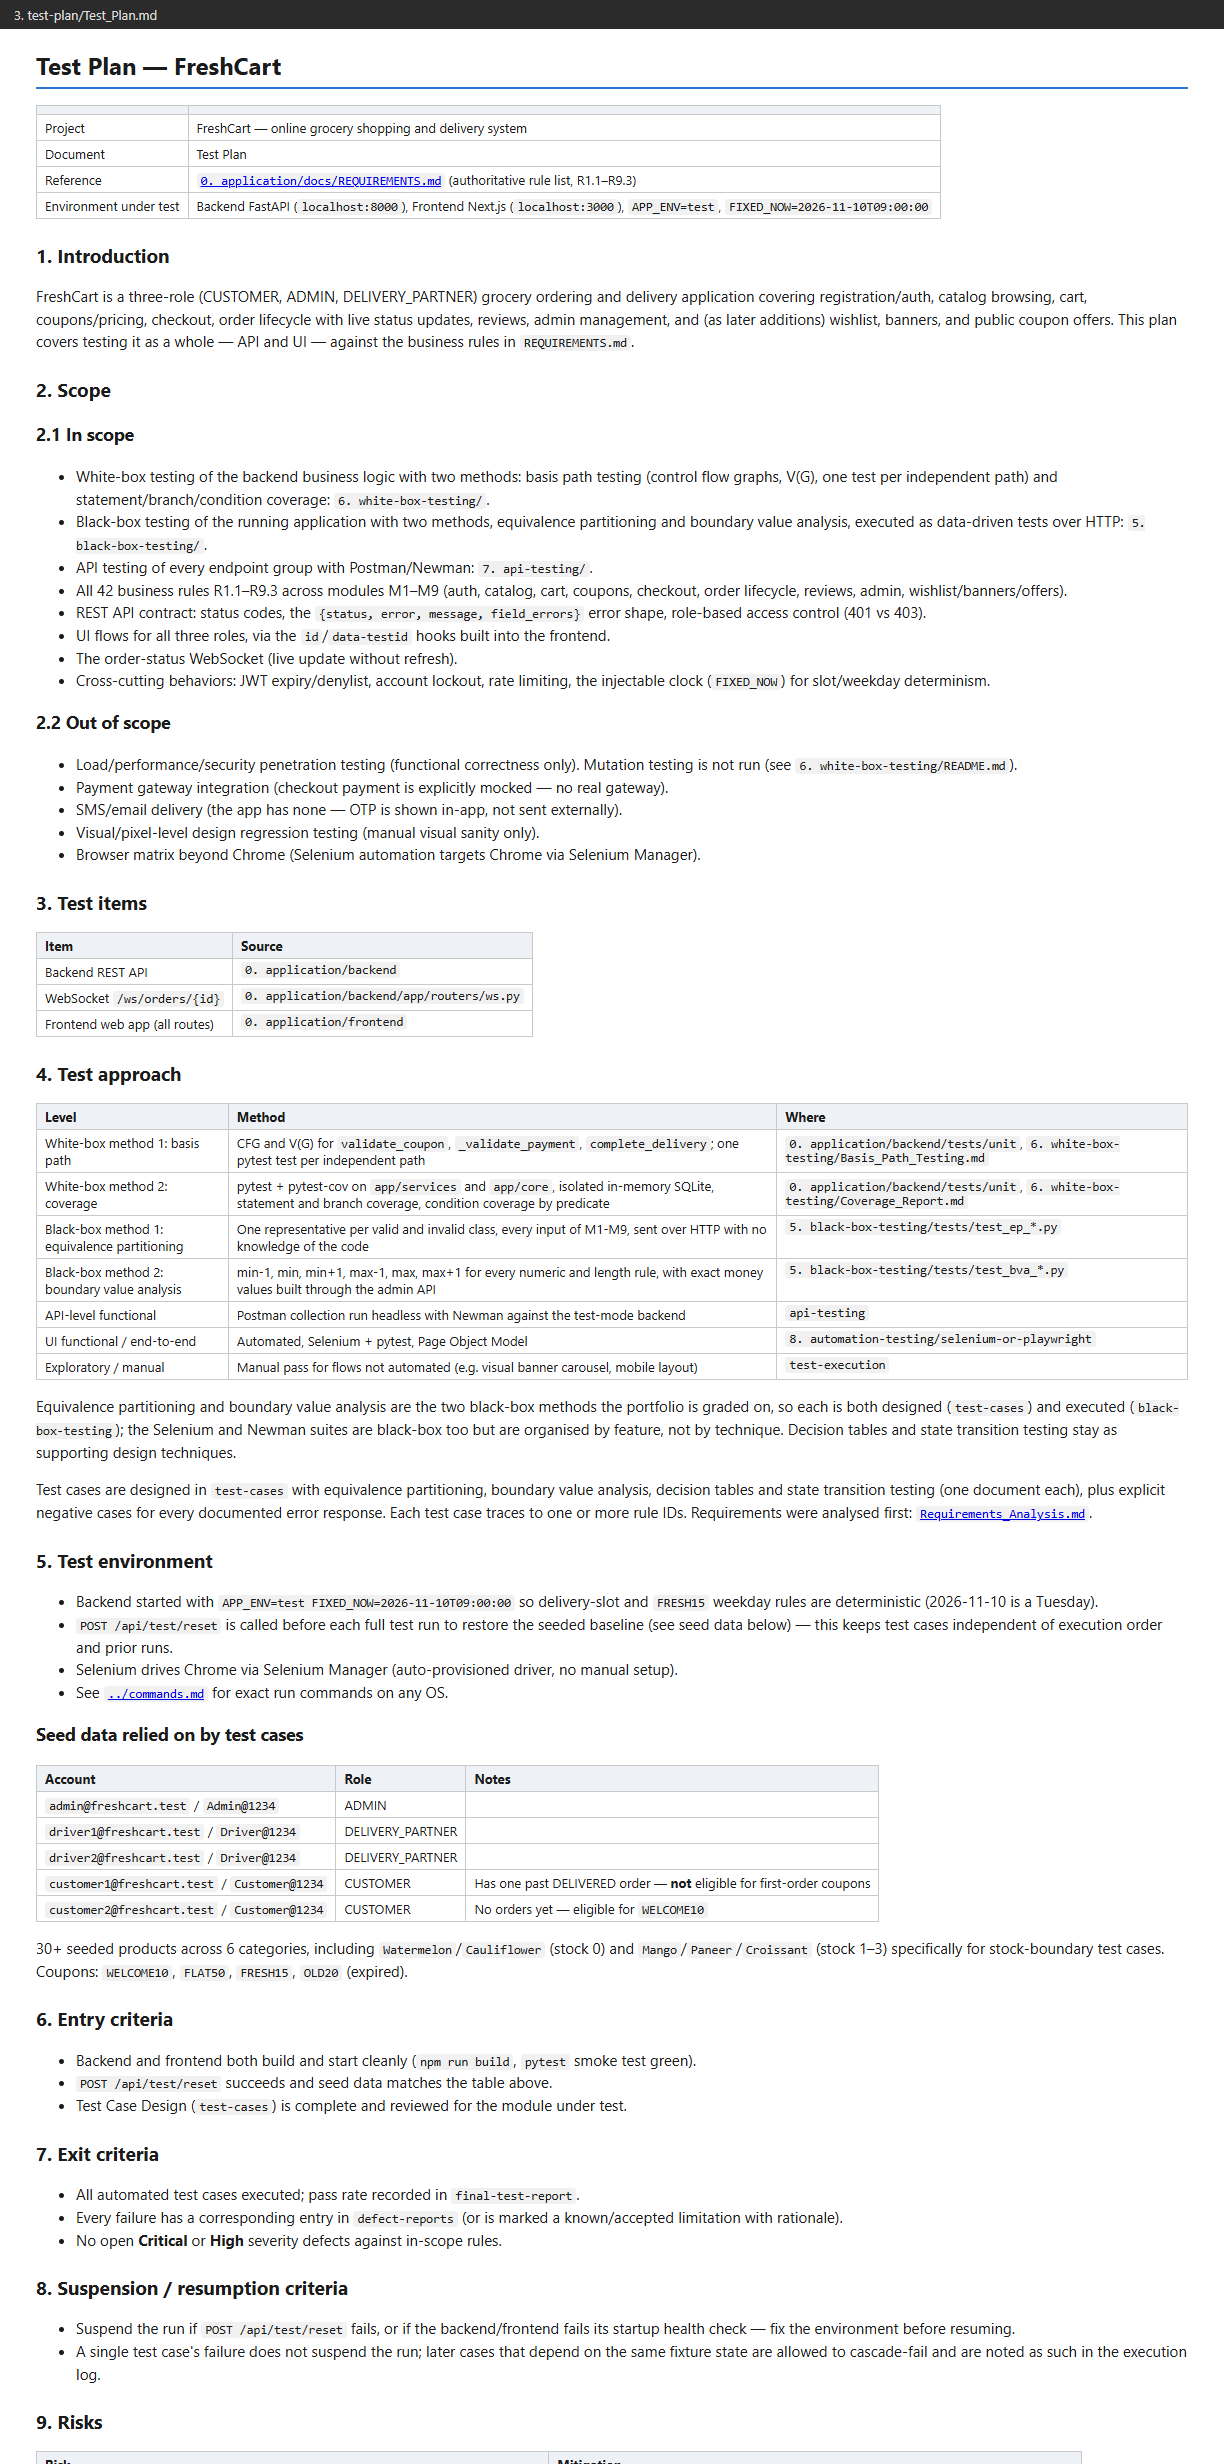 3. test-plan/Test_Plan.md
Test Plan — FreshCart
Project FreshCart — online grocery shopping and delivery system
Document Test Plan
Reference 0. application/docs/REQUIREMENTS.md (authoritative rule list, R1.1–R9.3)
Environment under test Backend FastAPI ( localhost:8000 ), Frontend Next.js ( localhost:3000 ), APP_ENV=test , FIXED_NOW=2026-11-10T09:00:00
1. Introduction
FreshCart is a three-role (CUSTOMER, ADMIN, DELIVERY_PARTNER) grocery ordering and delivery application covering registration/auth, catalog browsing, cart,
coupons/pricing, checkout, order lifecycle with live status updates, reviews, admin management, and (as later additions) wishlist, banners, and public coupon offers. This plan
covers testing it as a whole — API and UI — against the business rules in REQUIREMENTS.md .
2. Scope
2.1 In scope
• White-box testing of the backend business logic with two methods: basis path testing (control flow graphs, V(G), one test per independent path) and
statement/branch/condition coverage: 6. white-box-testing/ .
• Black-box testing of the running application with two methods, equivalence partitioning and boundary value analysis, executed as data-driven tests over HTTP: 5.
black-box-testing/ .
• API testing of every endpoint group with Postman/Newman: 7. api-testing/ .
• All 42 business rules R1.1–R9.3 across modules M1–M9 (auth, catalog, cart, coupons, checkout, order lifecycle, reviews, admin, wishlist/banners/offers).
• REST API contract: status codes, the {status, error, message, field_errors} error shape, role-based access control (401 vs 403).
• UI flows for all three roles, via the id / data-testid hooks built into the frontend.
• The order-status WebSocket (live update without refresh).
• Cross-cutting behaviors: JWT expiry/denylist, account lockout, rate limiting, the injectable clock ( FIXED_NOW ) for slot/weekday determinism.
2.2 Out of scope
• Load/performance/security penetration testing (functional correctness only). Mutation testing is not run (see 6. white-box-testing/README.md ).
• Payment gateway integration (checkout payment is explicitly mocked — no real gateway).
• SMS/email delivery (the app has none — OTP is shown in-app, not sent externally).
• Visual/pixel-level design regression testing (manual visual sanity only).
• Browser matrix beyond Chrome (Selenium automation targets Chrome via Selenium Manager).
3. Test items
Item Source
Backend REST API 0. application/backend
WebSocket /ws/orders/{id} 0. application/backend/app/routers/ws.py
Frontend web app (all routes) 0. application/frontend
4. Test approach
Level Method Where
White-box method 1: basis path CFG and V(G) for validate_coupon , _validate_payment , complete_delivery ; one pytest test per independent path 0. application/backend/tests/unit , 6. white-box-testing/Basis_Path_Testing.md
White-box method 2: coverage pytest + pytest-cov on app/services and app/core , isolated in-memory SQLite, statement and branch coverage, condition coverage by predicate 0. application/backend/tests/unit , 6. white-box-testing/Coverage_Report.md
Black-box method 1: equivalence partitioning One representative per valid and invalid class, every input of M1-M9, sent over HTTP with no knowledge of the code 5. black-box-testing/tests/test_ep_*.py
Black-box method 2: boundary value analysis min-1, min, min+1, max-1, max, max+1 for every numeric and length rule, with exact money values built through the admin API 5. black-box-testing/tests/test_bva_*.py
API-level functional Postman collection run headless with Newman against the test-mode backend api-testing
UI functional / end-to-end Automated, Selenium + pytest, Page Object Model 8. automation-testing/selenium-or-playwright
Exploratory / manual Manual pass for flows not automated (e.g. visual banner carousel, mobile layout) test-execution
Equivalence partitioning and boundary value analysis are the two black-box methods the portfolio is graded on, so each is both designed ( test-cases ) and executed ( black-
box-testing ); the Selenium and Newman suites are black-box too but are organised by feature, not by technique. Decision tables and state transition testing stay as
supporting design techniques.
Test cases are designed in test-cases with equivalence partitioning, boundary value analysis, decision tables and state transition testing (one document each), plus explicit
negative cases for every documented error response. Each test case traces to one or more rule IDs. Requirements were analysed first: Requirements_Analysis.md .
5. Test environment
• Backend started with APP_ENV=test FIXED_NOW=2026-11-10T09:00:00 so delivery-slot and FRESH15 weekday rules are deterministic (2026-11-10 is a Tuesday).
• POST /api/test/reset is called before each full test run to restore the seeded baseline (see seed data below) — this keeps test cases independent of execution order
and prior runs.
• Selenium drives Chrome via Selenium Manager (auto-provisioned driver, no manual setup).
• See ../commands.md for exact run commands on any OS.
Seed data relied on by test cases
Account Role Notes
admin@freshcart.test / Admin@1234 ADMIN
driver1@freshcart.test / Driver@1234 DELIVERY_PARTNER
driver2@freshcart.test / Driver@1234 DELIVERY_PARTNER
customer1@freshcart.test / Customer@1234 CUSTOMER Has one past DELIVERED order — not eligible for first-order coupons
customer2@freshcart.test / Customer@1234 CUSTOMER No orders yet — eligible for WELCOME10
30+ seeded products across 6 categories, including Watermelon / Cauliflower (stock 0) and Mango / Paneer / Croissant (stock 1–3) specifically for stock-boundary test cases.
Coupons: WELCOME10 , FLAT50 , FRESH15 , OLD20 (expired).
6. Entry criteria
• Backend and frontend both build and start cleanly ( npm run build , pytest smoke test green).
• POST /api/test/reset succeeds and seed data matches the table above.
• Test Case Design ( test-cases ) is complete and reviewed for the module under test.
7. Exit criteria
• All automated test cases executed; pass rate recorded in final-test-report .
• Every failure has a corresponding entry in defect-reports (or is marked a known/accepted limitation with rationale).
• No open Critical or High severity defects against in-scope rules.
8. Suspension / resumption criteria
• Suspend the run if POST /api/test/reset fails, or if the backend/frontend fails its startup health check — fix the environment before resuming.
• A single test case's failure does not suspend the run; later cases that depend on the same fixture state are allowed to cascade-fail and are noted as such in the execution
log.
9. Risks